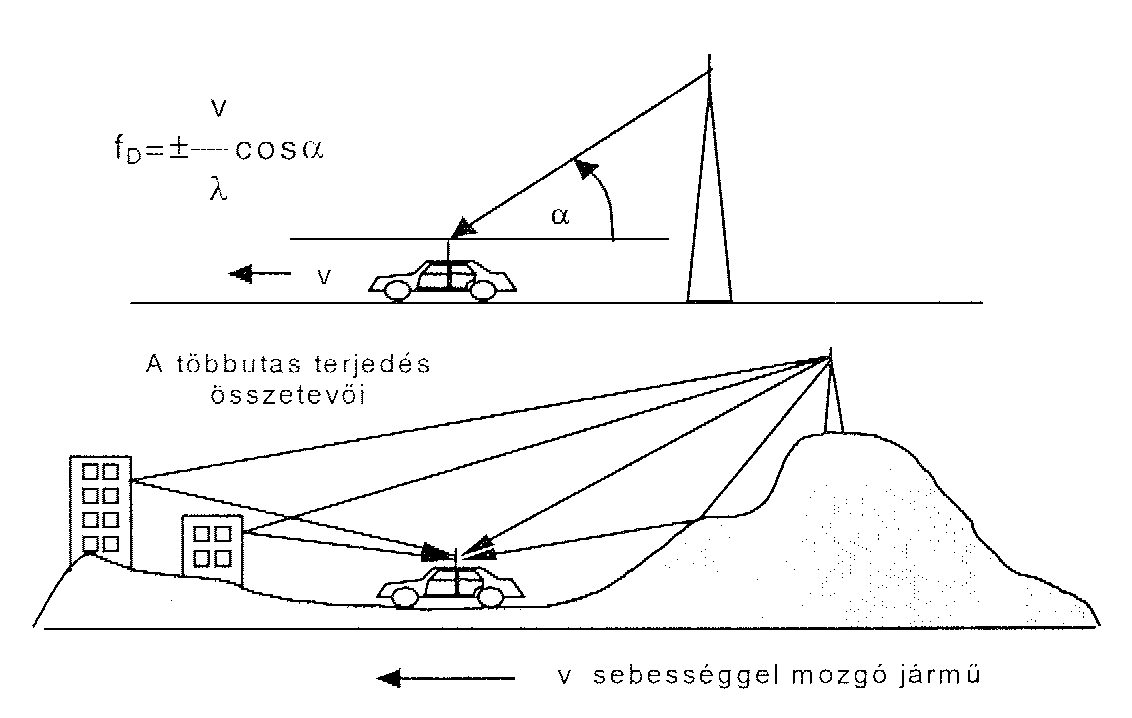 v
f_D=±----cosα
λ
α
v
A többutas terjedés
összetevői
v sebességgel mozgó jármű